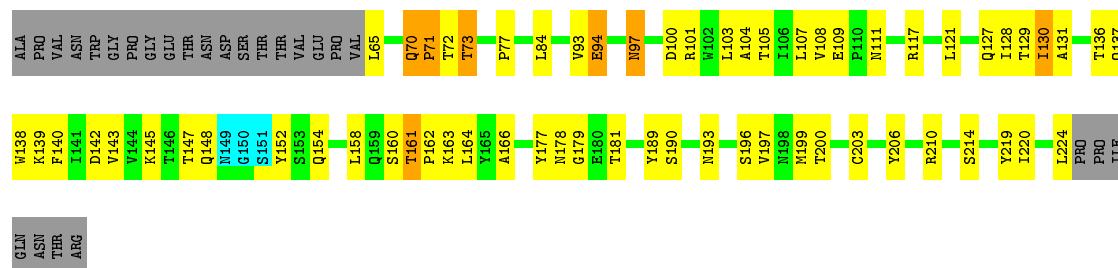 ALA PRO VAL ASN TRP GLY PRO GLY GLU THR ASN ASP SER THR THR VAL GLU PRO VAL L65 Q70 P71 T72 T73 P77 L84 V93 E94 N97 D100 R101 W102 L103 A104 T105 I106 L107 V108 E109 P110 N111 R117 L121 Q127 I128 T129 I130 A131 T136 Q137
W138 K139 F140 I141 D142 V143 V144 K145 T146 T147 Q148 N149 G150 S151 Y152 S153 Q154 L158 Q159 S160 T161 P162 K163 L164 Y165 A166 Y177 N178 G179 E180 T181 Y189 S190 N193 S196 V197 N198 M199 T200 C203 Y206 R210 S214 Y219 I220 L224 PRO PRO ILE
GLN ASN THR ARG